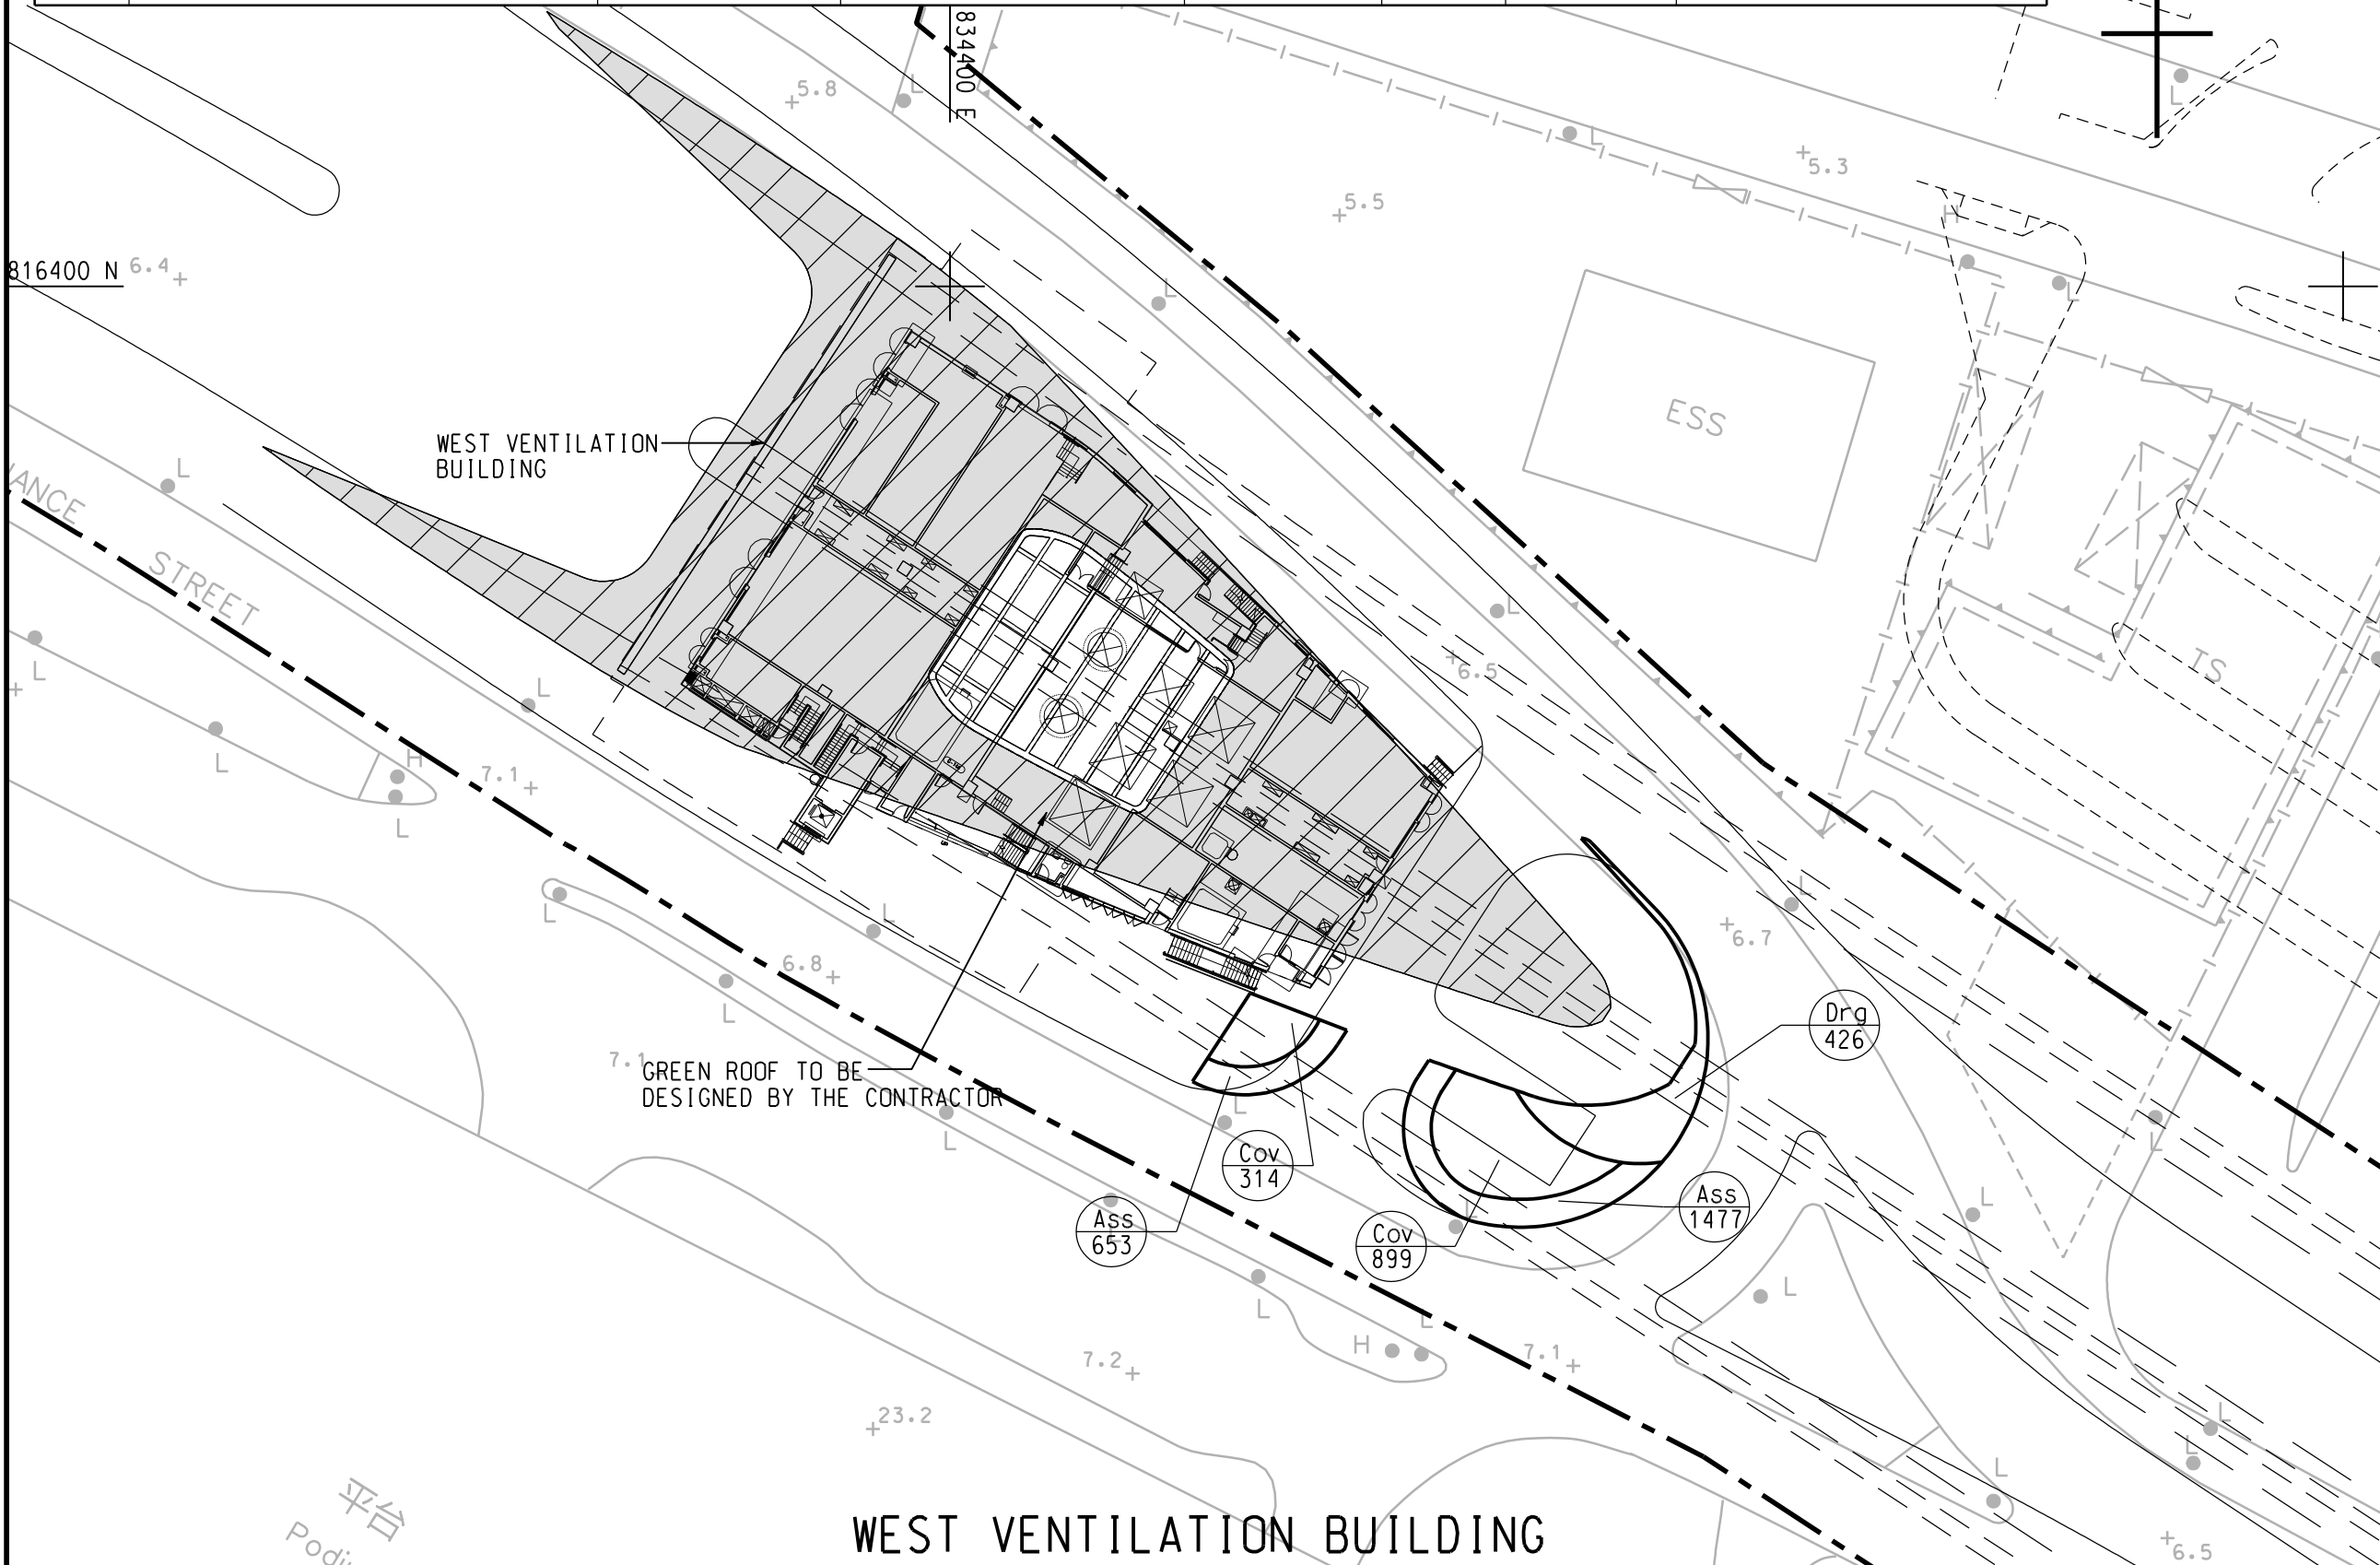 834400 E
L
5.8
L
L
5.3
5.5
H
816400 N
6.4
L
L
ESS
WEST VENTILATION
BUILDING
L
STREET
L
L
6.5
IS
L
H
L
7.1
L
L
L
L
6.8
6.7
L
Drg
426
7.1
GREEN ROOF TO BE
DESIGNED BY THE CONTRACTOR
L
L
L
Cov
314
Ass
653
Ass
1477
L
Cov
899
L
L
L
L
H
7.2
7.1
23.2
L
L
L
平台
WEST VENTILATION BUILDING
6.5